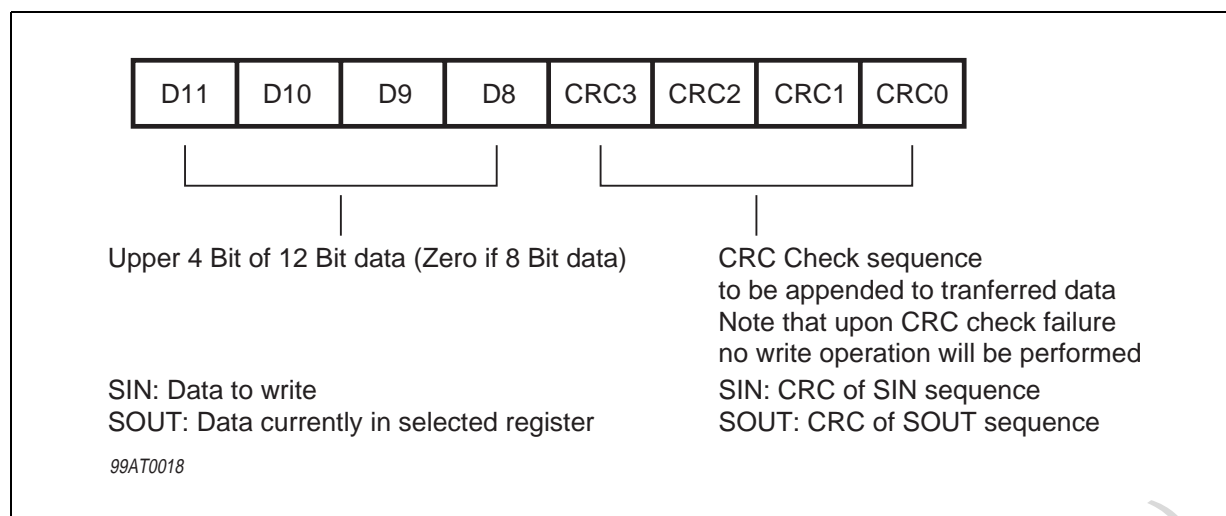 D11 D10 D9 D8 CRC3 CRC2 CRC1 CRC0
Upper 4 Bit of 12 Bit data (Zero if 8 Bit data)
SIN: Data to write
SOUT: Data currently in selected register
CRC Check sequence
to be appended to tranferred data
Note that upon CRC check failure
no write operation will be performed
SIN: CRC of SIN sequence
SOUT: CRC of SOUT sequence
99AT0018